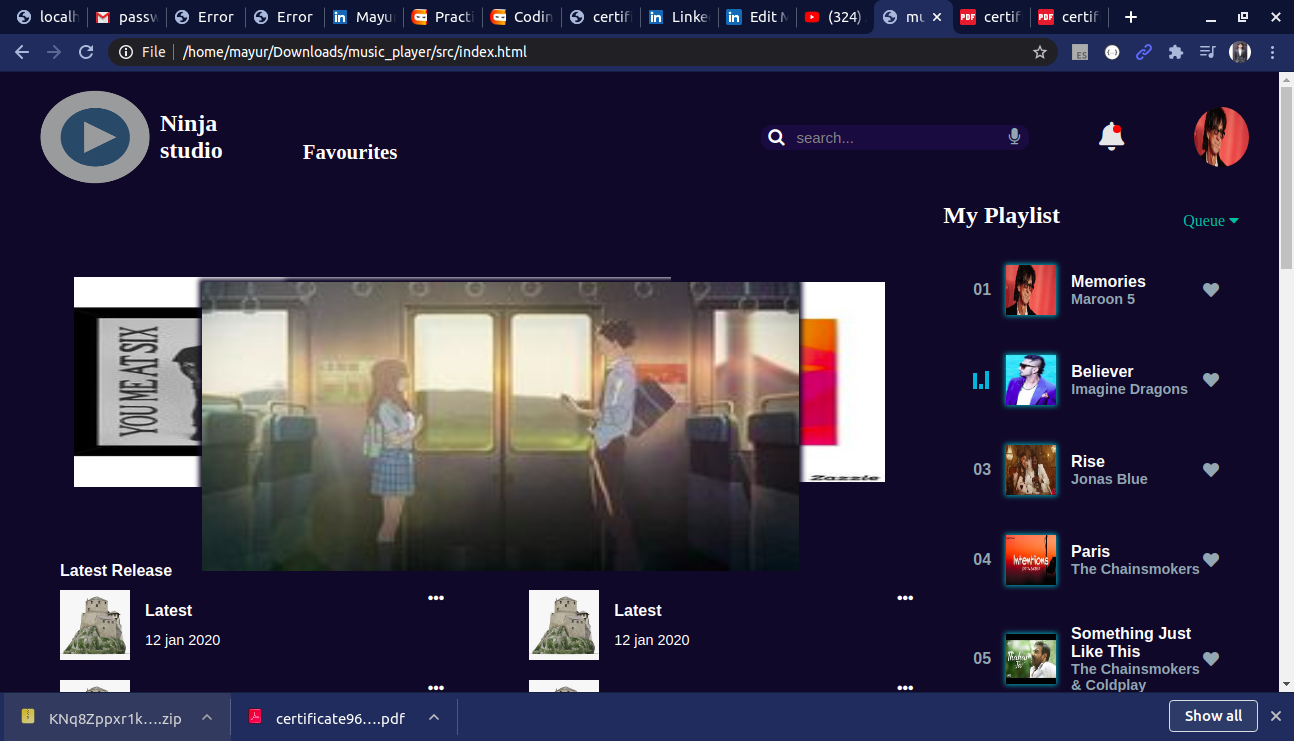 localh
passw
Error
Error
Mayu
Practi
Codin
certif
Linke
Edit M
(324)
mu
certif
certif
File
/home/mayur/Downloads/music_player/src/index.html
ES
Ninja
studio
Favourites
search...
My Playlist
Queue
01
Memories
Maroon 5
Believer
Imagine Dragons
03
Rise
Jonas Blue
04
Intentions
Paris
The Chainsmokers
05
Something Just
Like This
The Chainsmokers
& Coldplay
YOU ME AT SIX
Zazzle
Latest Release
Latest
12 jan 2020
Latest
12 jan 2020
KNq8Zppxr1k....zip
certificate96....pdf
Show all